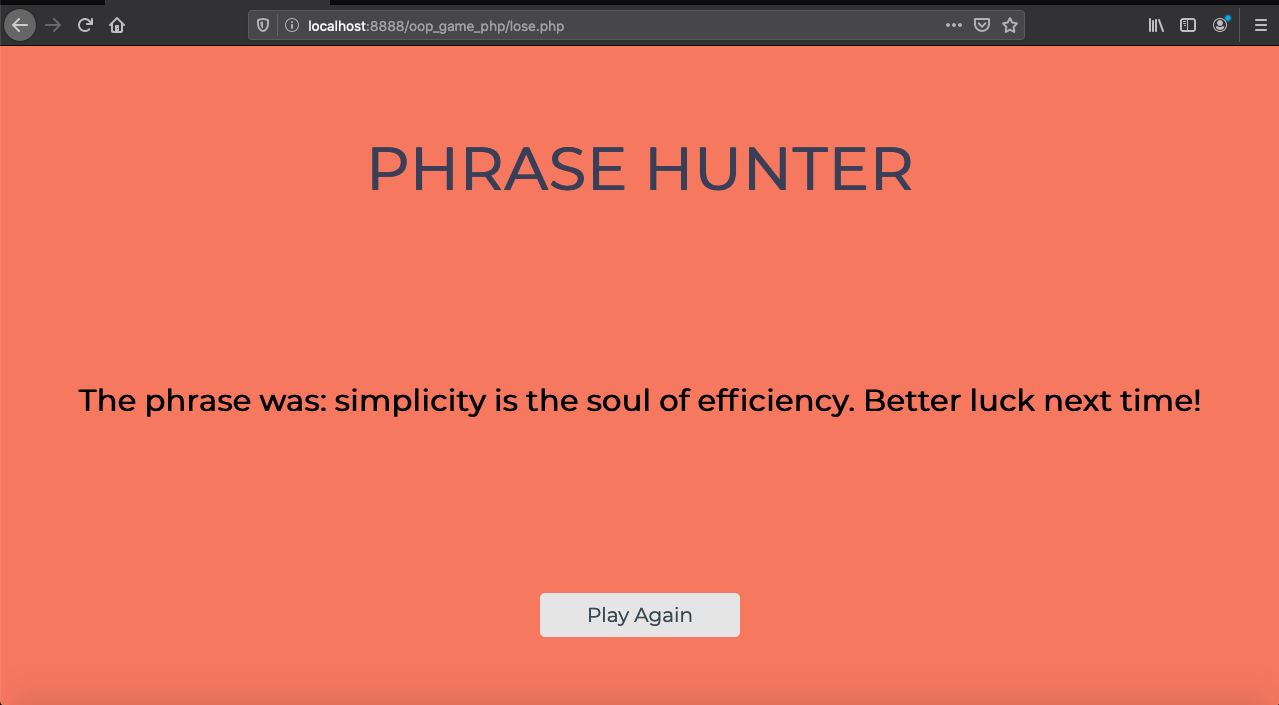 localhost:8888/oop_game_php/lose.php
PHRASE HUNTER
The phrase was: simplicity is the soul of efficiency. Better luck next time!
Play Again